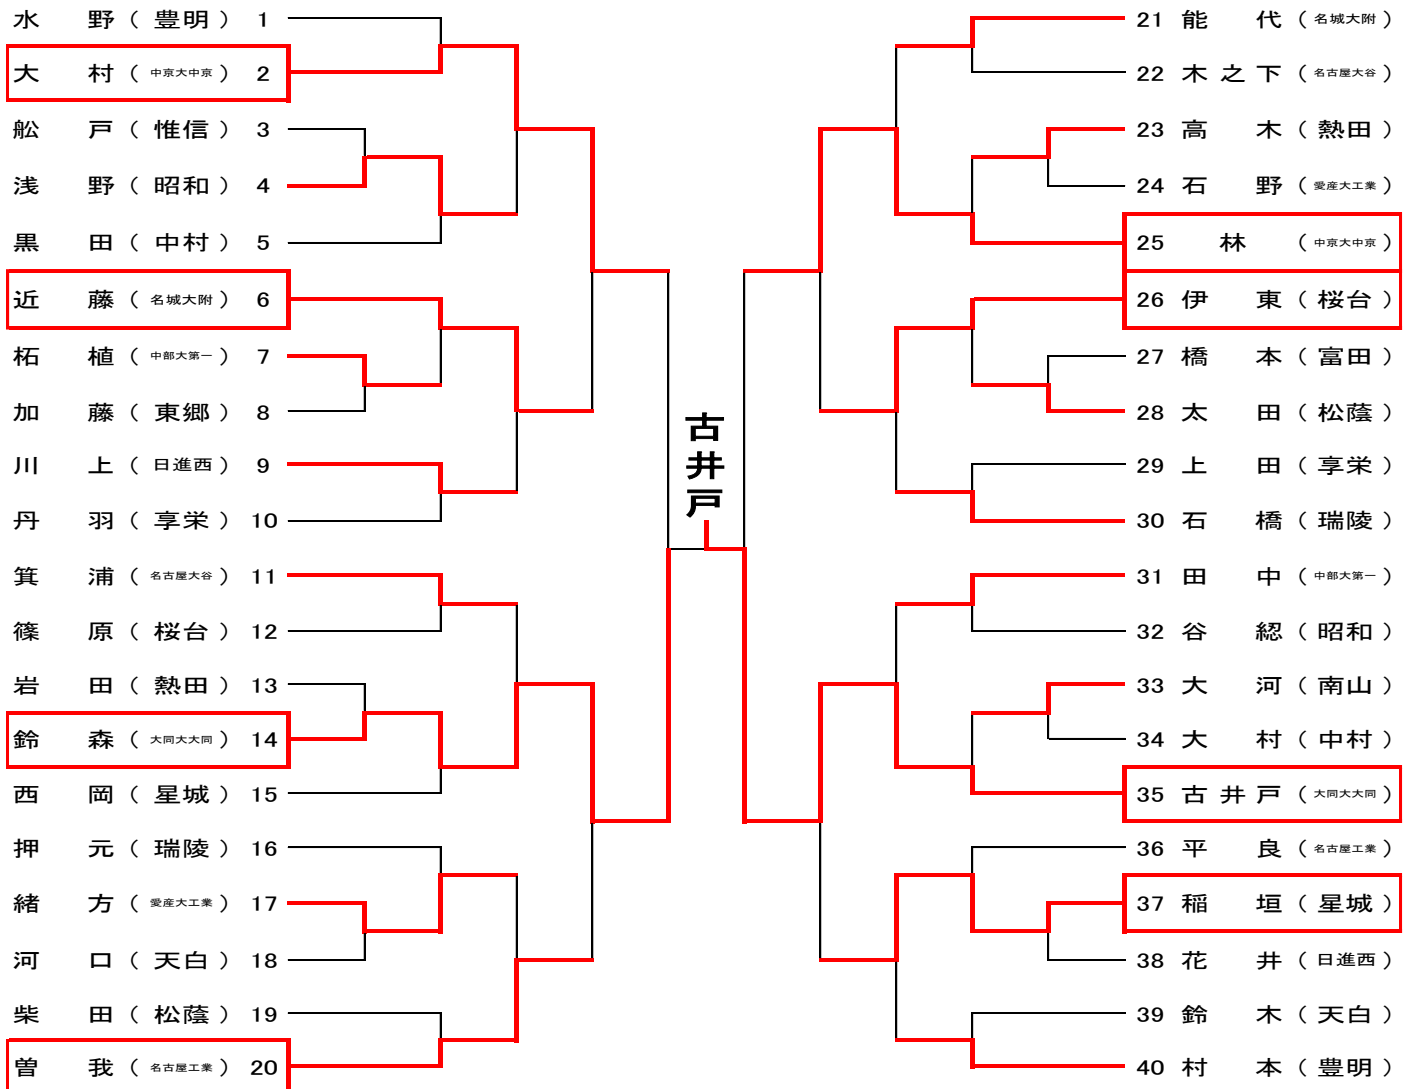 水野（豊明）1
大村（中京大中京）2
舩戸（惟信）3
浅野（昭和）4
黒田（中村）5
近藤（名城大附）6
柘植（中部大第一）7
加藤（東郷）8
川上（日進西）9
丹羽（享栄）10
箕浦（名古屋大谷）11
篠原（桜台）12
岩田（熱田）13
鈴森（大同大大同）14
西岡（星城）15
押元（瑞陵）16
緒方（愛産大工業）17
河口（天白）18
柴田（松蔭）19
曽我（名古屋工業）20
古井戸
21 能代（名城大附）
22 木之下（名古屋大谷）
23 高木（熱田）
24 石野（愛産大工業）
25 林（中京大中京）
26 伊東（桜台）
27 橋本（富田）
28 太田（松蔭）
29 上田（享栄）
30 石橋（瑞陵）
31 田中（中部大第一）
32 谷綛（昭和）
33 大河（南山）
34 大村（中村）
35 古井戸（大同大大同）
36 平良（名古屋工業）
37 稲垣（星城）
38 花井（日進西）
39 鈴木（天白）
40 村本（豊明）